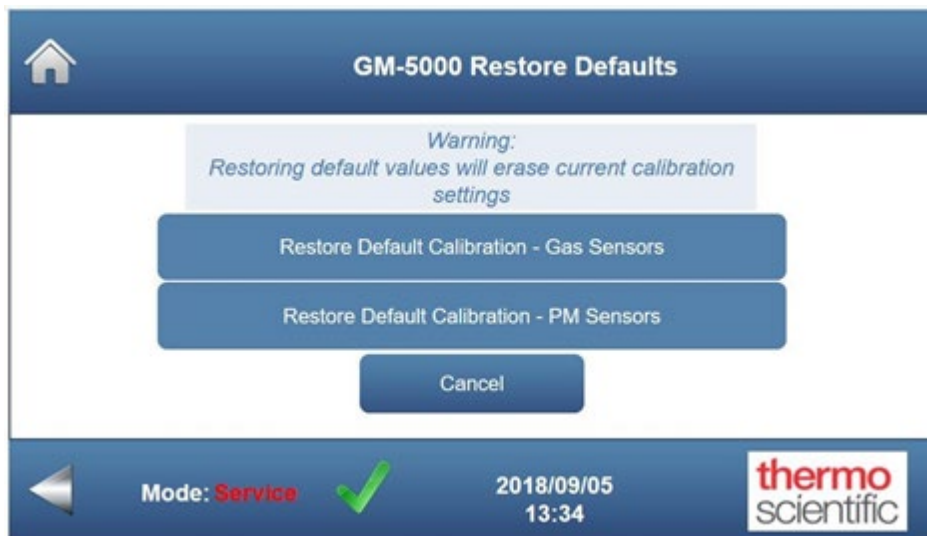 GM-5000 Restore Defaults
Warning:
Restoring default values will erase current calibration
settings
Restore Default Calibration - Gas Sensors
Restore Default Calibration - PM Sensors
Cancel
Mode: Service
2018/09/05
13:34
thermo
scientific